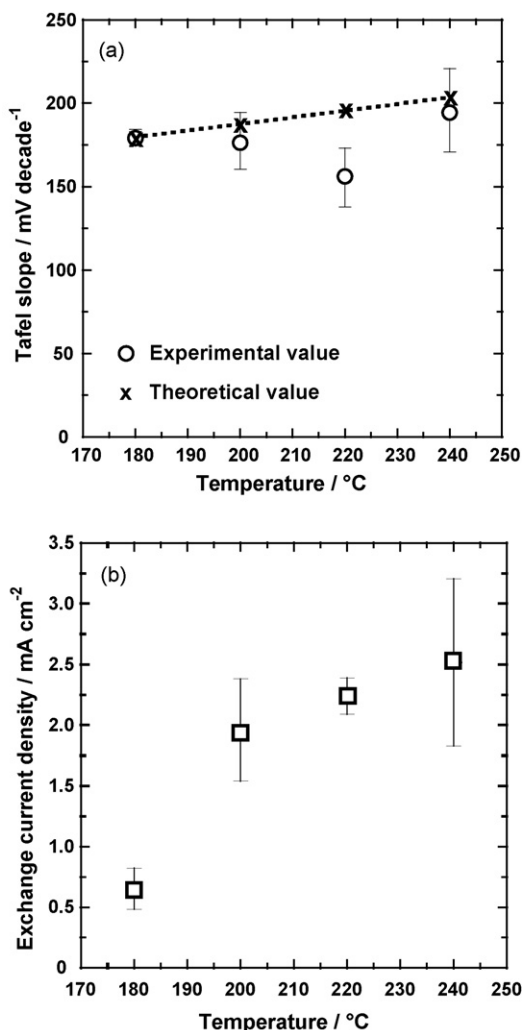 250
(a)
200
150
100
50
0
Tafel slope / mV decade⁻¹
Experimental value
x Theoretical value
170 180 190 200 210 220 230 240 250
Temperature / °C
3.5
(b)
3.0
2.5
2.0
1.5
1.0
0.5
0
Exchange current density / mA cm⁻²
170 180 190 200 210 220 230 240 250
Temperature / °C